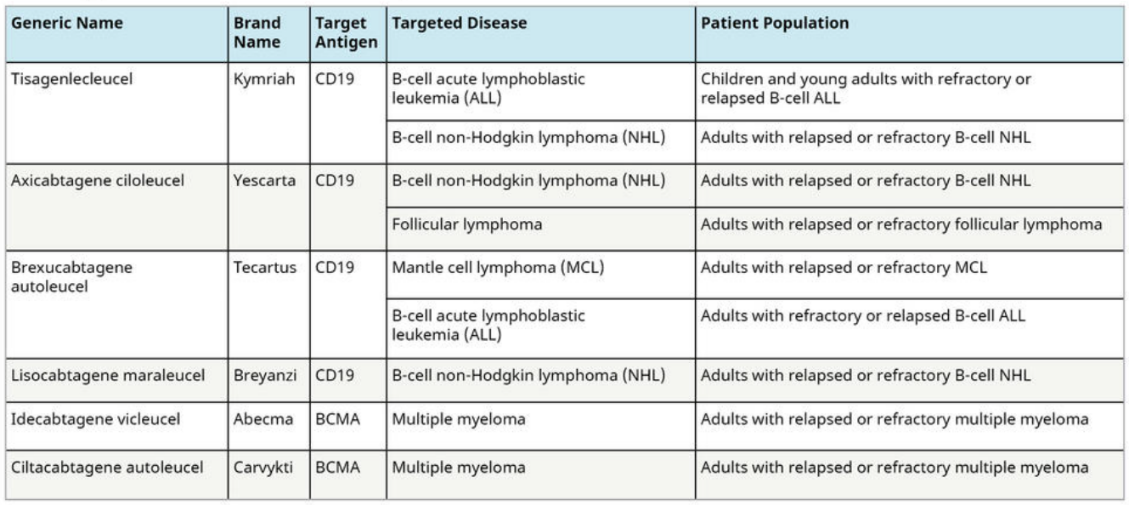 Generic Name Brand Name Target Antigen Targeted Disease Patient Population
Tisagenlecleucel Kymriah CD19 B-cell acute lymphoblastic leukemia (ALL) Children and young adults with refractory or relapsed B-cell ALL
B-cell non-Hodgkin lymphoma (NHL) Adults with relapsed or refractory B-cell NHL
Axicabtagene ciloleucel Yescarta CD19 B-cell non-Hodgkin lymphoma (NHL) Adults with relapsed or refractory B-cell NHL
Follicular lymphoma Adults with relapsed or refractory follicular lymphoma
Brexucabtagene autoleucel Tecartus CD19 Mantle cell lymphoma (MCL) Adults with relapsed or refractory MCL
B-cell acute lymphoblastic leukemia (ALL) Adults with refractory or relapsed B-cell ALL
Lisocabtagene maraleucel Breyanzi CD19 B-cell non-Hodgkin lymphoma (NHL) Adults with relapsed or refractory B-cell NHL
Idecabtagene vicleucel Abecma BCMA Multiple myeloma Adults with relapsed or refractory multiple myeloma
Ciltacabtagene autoleucel Carvykti BCMA Multiple myeloma Adults with relapsed or refractory multiple myeloma